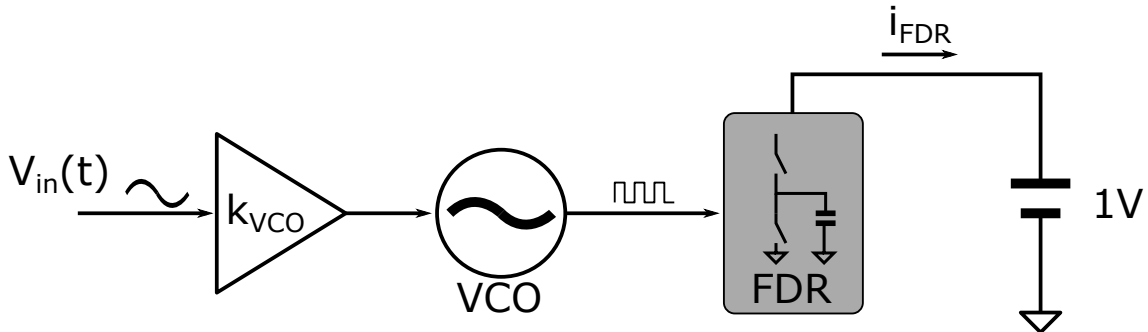 i_FDR
V_in(t)
k_VCO
VCO
FDR
1V